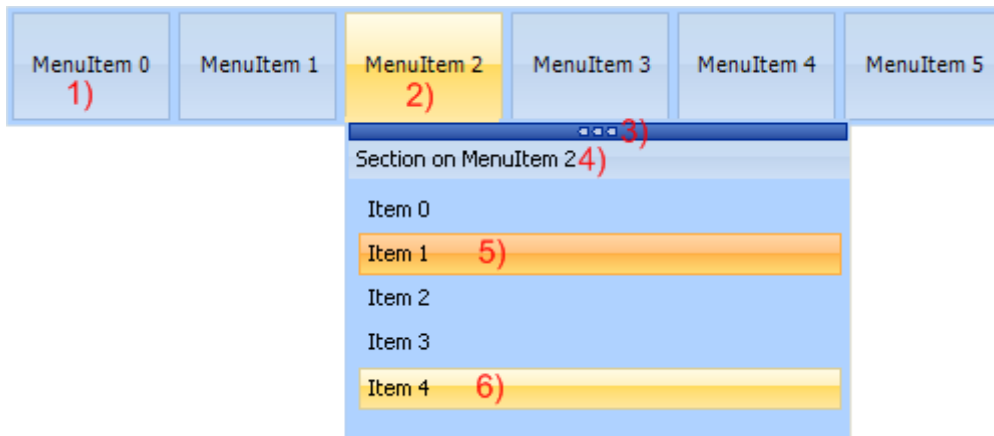 MenuItem 0 MenuItem 1 MenuItem 2 MenuItem 3 MenuItem 4 MenuItem 5
1) 2)
3)
Section on MenuItem 2 4)
Item 0
Item 1 5)
Item 2
Item 3
Item 4 6)